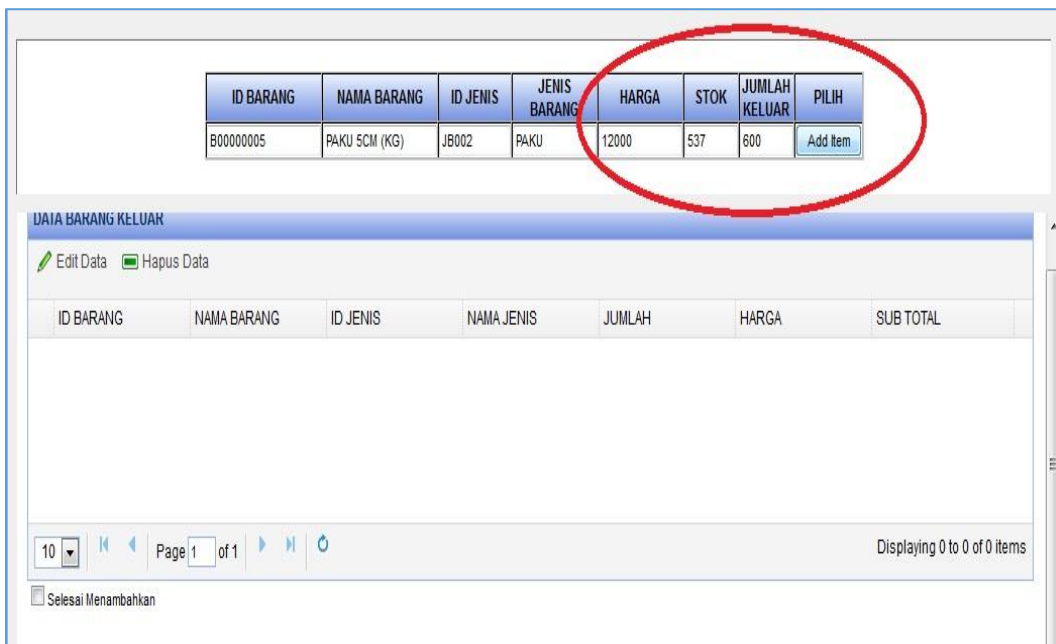 ID BARANG NAMA BARANG ID JENIS JENIS BARANG HARGA STOK JUMLAH KELUAR PILIH
B00000005 PAKU 5CM (KG) JB002 PAKU 12000 537 600 Add Item
DATA BARANG KELUAR
Edit Data Hapus Data
ID BARANG NAMA BARANG ID JENIS NAMA JENIS JUMLAH HARGA SUB TOTAL
10 Page 1 of 1 Displaying 0 to 0 of 0 items
Selesai Menambahkan